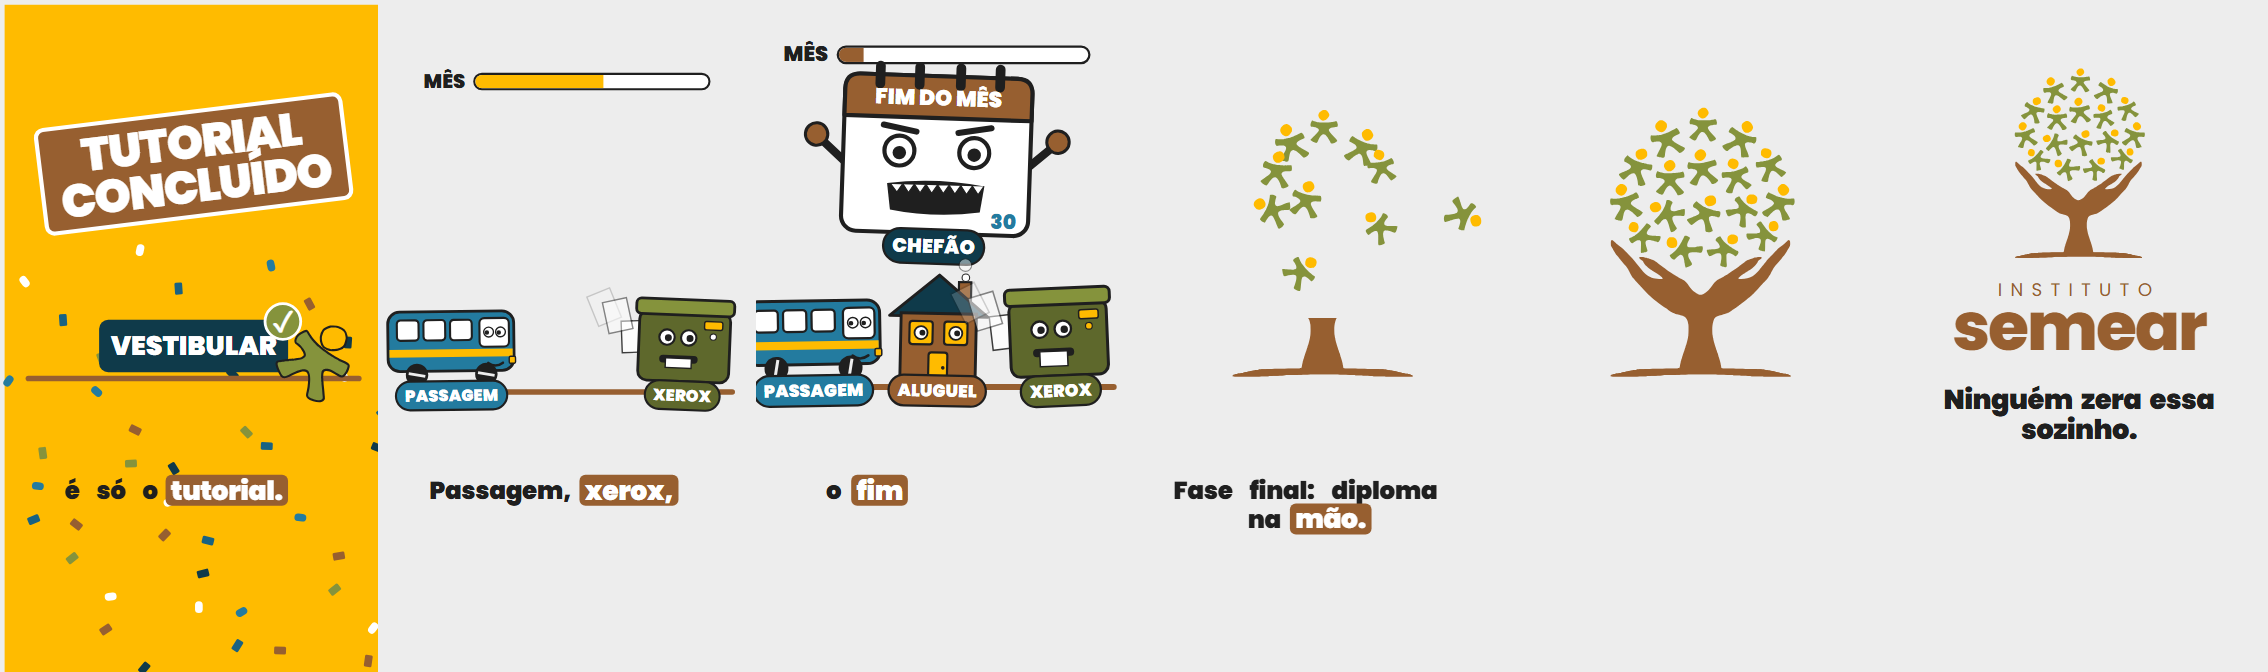 TUTORIAL
CONCLUÍDO
VESTIBULAR
é só o tutorial.
MÊS
PASSAGEM
XEROX
Passagem, xerox,
MÊS
FIM DO MÊS
30
CHEFÃO
PASSAGEM
ALUGUEL
XEROX
o fim
Fase final: diploma
na mão.
INSTITUTO
semear
Ninguém zera essa
sozinho.